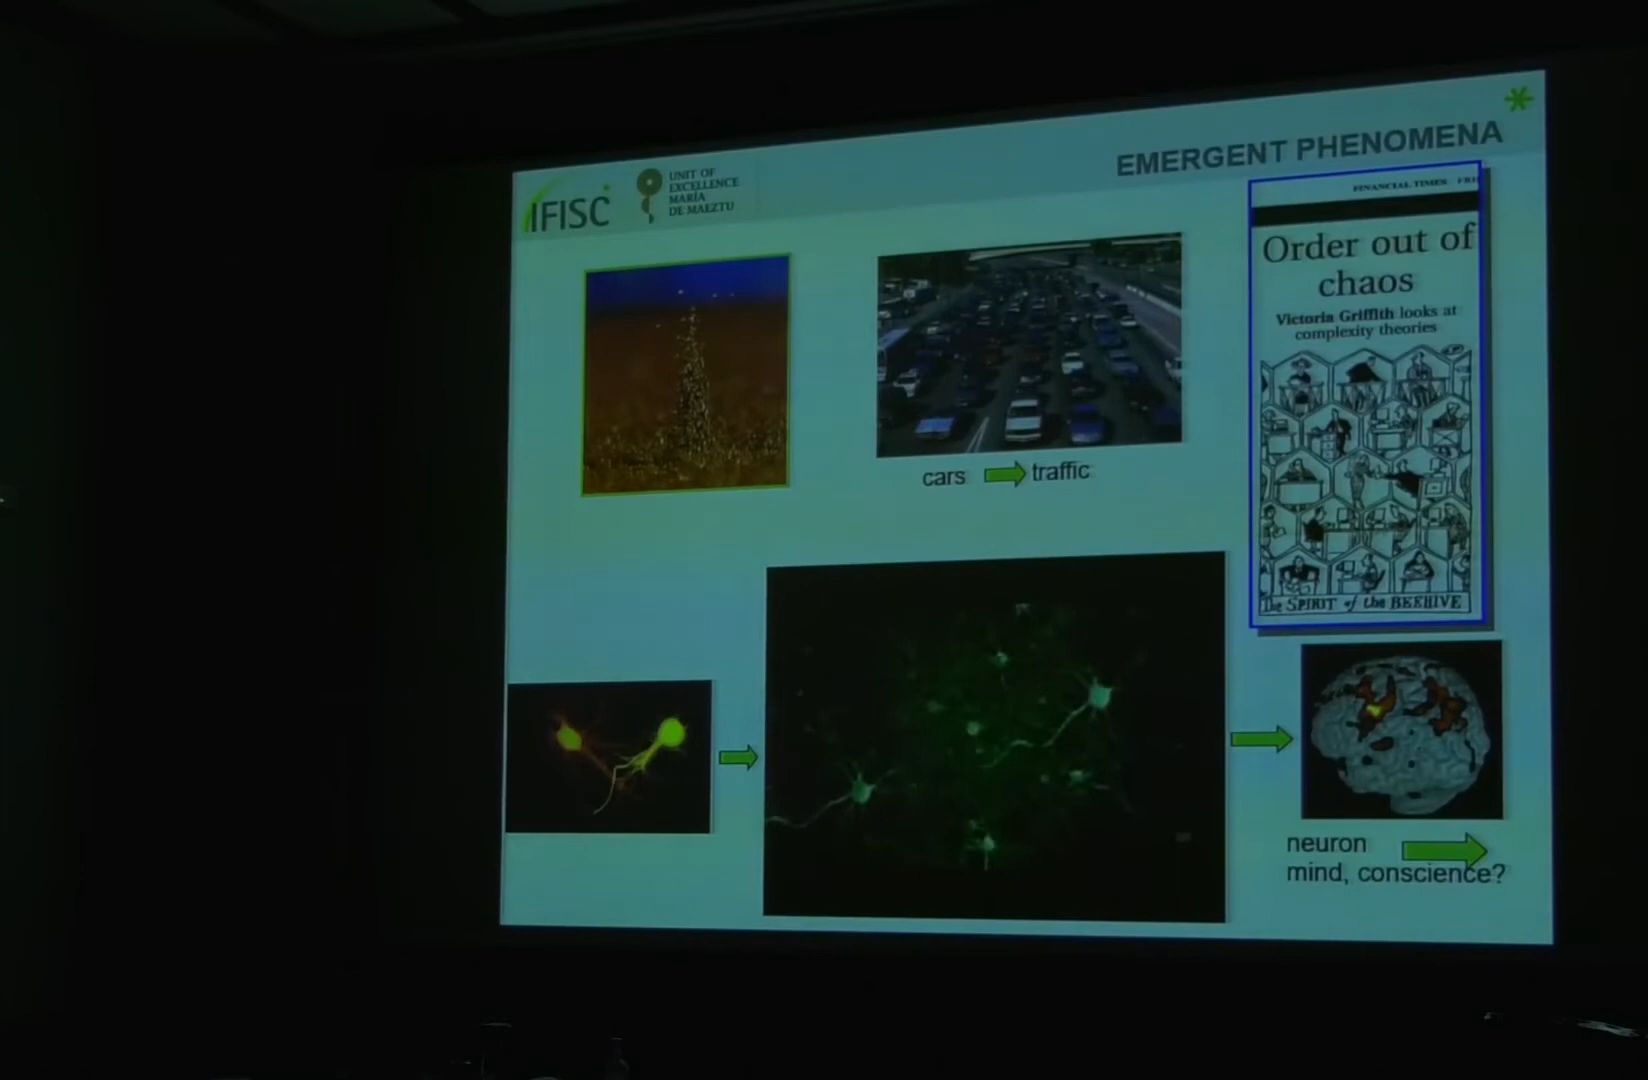 IFISC
UNIT OF
EXCELLENCE
MARÍA
DE MAEZTU
EMERGENT PHENOMENA
FINANCIAL TIMES FRI
Order out of
chaos
Victoria Griffith looks at
complexity theories
The SPIRIT of the BEEHIVE
cars traffic
neuron
mind, conscience?